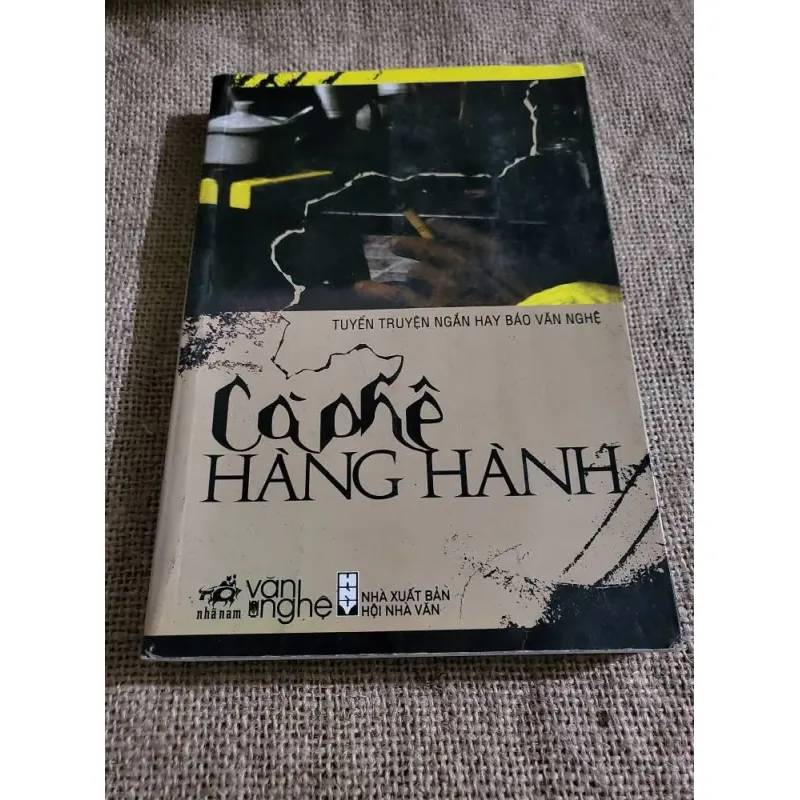 TUYỂN TRUYỆN NGẮN HAY BÁO VĂN NGHỆ
Cà phê
HÀNG HÀNH
nhã nam
văn nghệ
HNV
NHÀ XUẤT BẢN
HỘI NHÀ VĂN